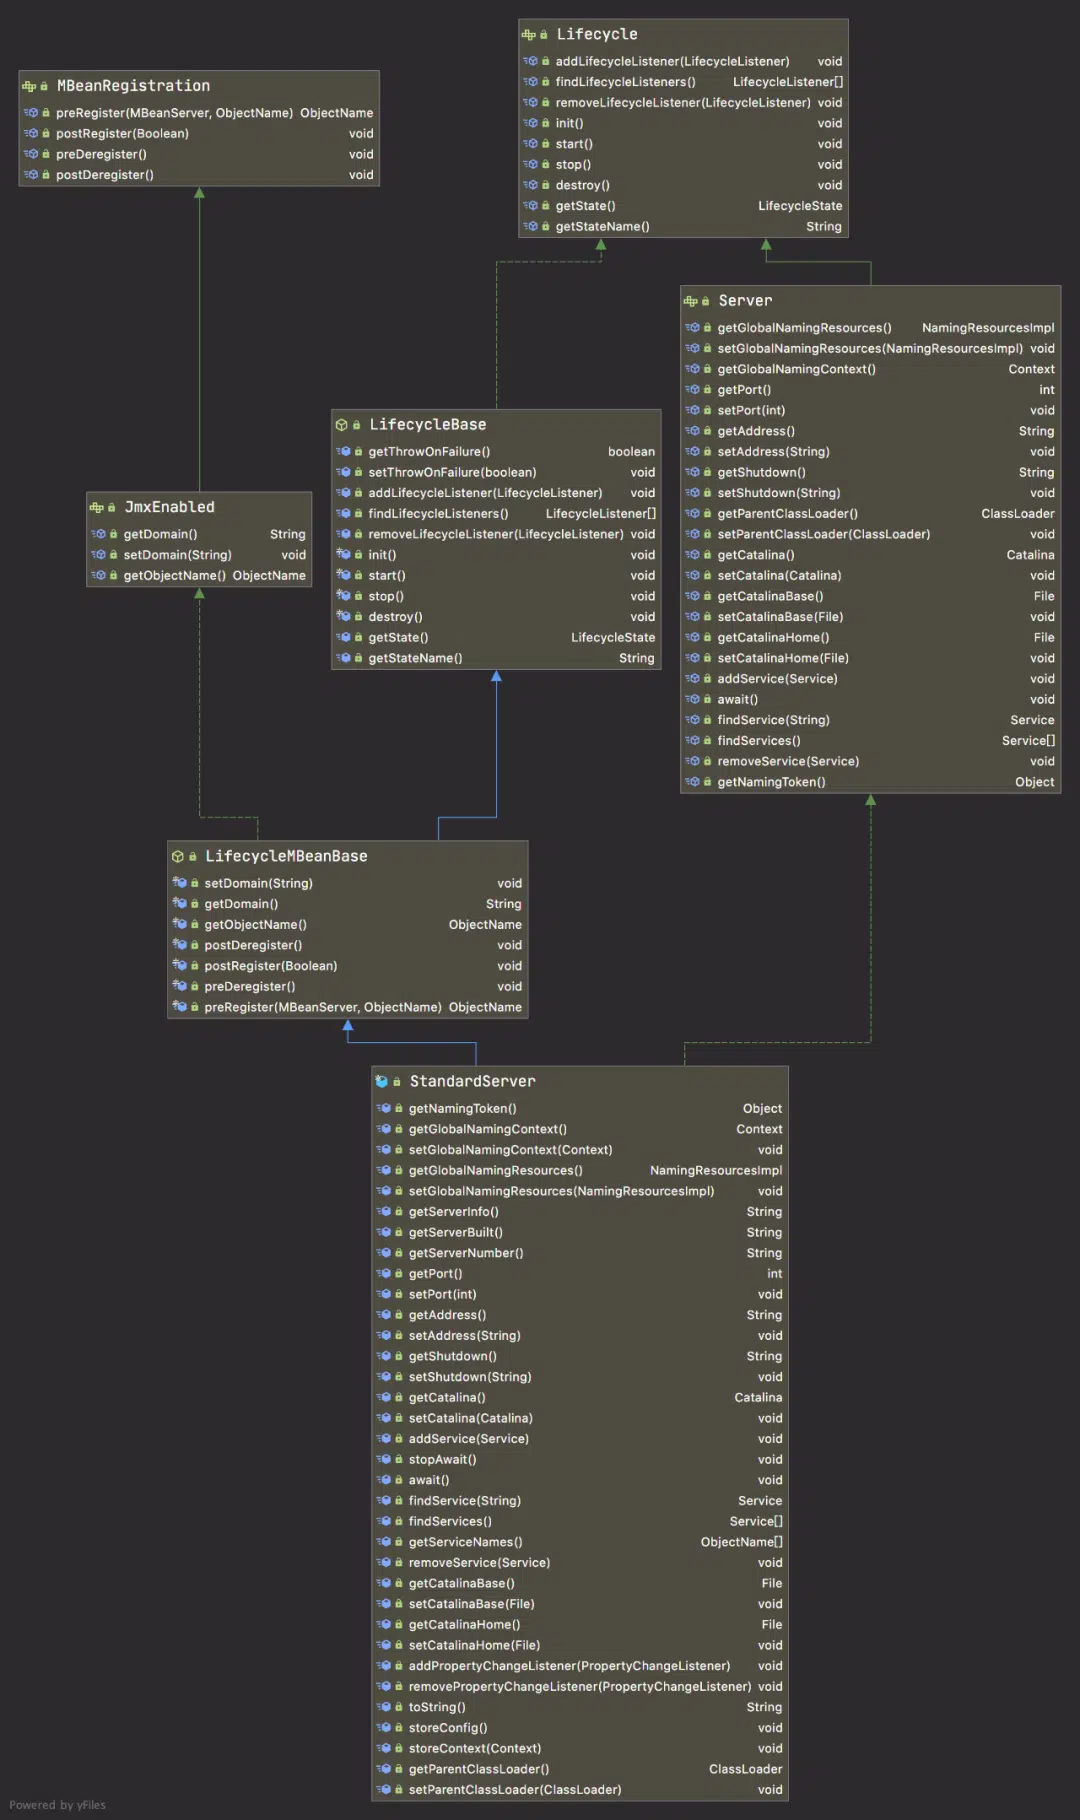 Lifecycle
addLifecycleListener(LifecycleListener) void
findLifecycleListeners() LifecycleListener[]
removeLifecycleListener(LifecycleListener) void
init() void
start() void
stop() void
destroy() void
getState() LifecycleState
getStateName() String
MBeanRegistration
preRegister(MBeanServer, ObjectName) ObjectName
postRegister(Boolean) void
preDeregister() void
postDeregister() void
Server
getGlobalNamingResources() NamingResourcesImpl
setGlobalNamingResources(NamingResourcesImpl) void
getGlobalNamingContext() Context
getPort() int
setPort(int) void
getAddress() String
setAddress(String) void
getShutdown() String
setShutdown(String) void
getParentClassLoader() ClassLoader
setParentClassLoader(ClassLoader) void
getCatalina() Catalina
setCatalina(Catalina) void
getCatalinaBase() File
setCatalinaBase(File) void
getCatalinaHome() File
setCatalinaHome(File) void
addService(Service) void
await() void
findService(String) Service
findServices() Service[]
removeService(Service) void
getNamingToken() Object
LifecycleBase
getThrowOnFailure() boolean
setThrowOnFailure(boolean) void
addLifecycleListener(LifecycleListener) void
findLifecycleListeners() LifecycleListener[]
removeLifecycleListener(LifecycleListener) void
init() void
start() void
stop() void
destroy() void
getState() LifecycleState
getStateName() String
JmxEnabled
getDomain() String
setDomain(String) void
getObjectName() ObjectName
LifecycleMBeanBase
setDomain(String) void
getDomain() String
getObjectName() ObjectName
postDeregister() void
postRegister(Boolean) void
preDeregister() void
preRegister(MBeanServer, ObjectName) ObjectName
StandardServer
getNamingToken() Object
getGlobalNamingContext() Context
setGlobalNamingContext(Context) void
getGlobalNamingResources() NamingResourcesImpl
setGlobalNamingResources(NamingResourcesImpl) void
getServerInfo() String
getServerBuilt() String
getServerNumber() String
getPort() int
setPort(int) void
getAddress() String
setAddress(String) void
getShutdown() String
setShutdown(String) void
getCatalina() Catalina
setCatalina(Catalina) void
addService(Service) void
stopAwait() void
await() void
findService(String) Service
findServices() Service[]
getServiceNames() ObjectName[]
removeService(Service) void
getCatalinaBase() File
setCatalinaBase(File) void
getCatalinaHome() File
setCatalinaHome(File) void
addPropertyChangeListener(PropertyChangeListener) void
removePropertyChangeListener(PropertyChangeListener) void
toString() String
storeConfig() void
storeContext(Context) void
getParentClassLoader() ClassLoader
setParentClassLoader(ClassLoader) void
Powered by yFiles